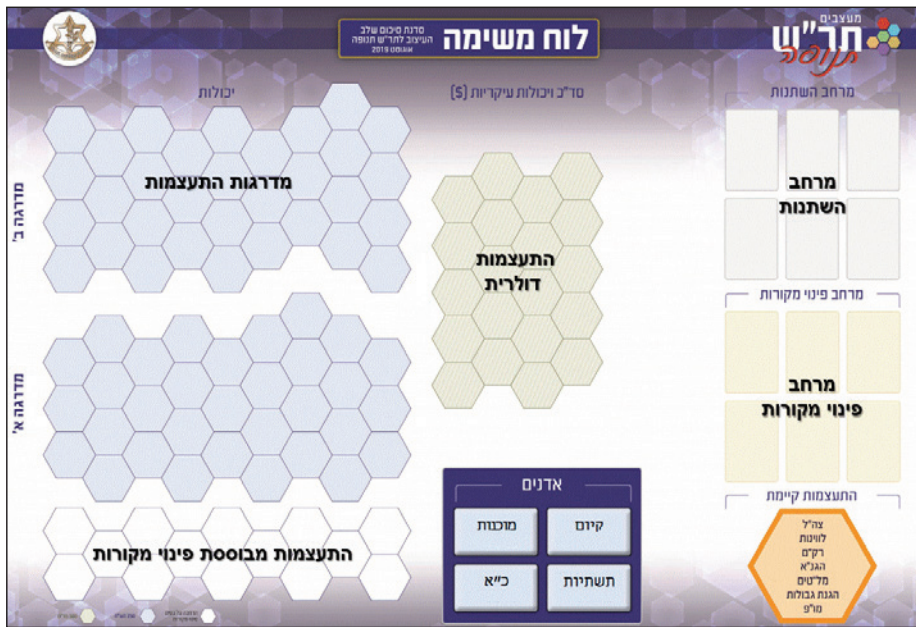 מעצבים
תר"ש
תנופה
לוח משימה
סדנת סיכום שלב
העיצוב לתר"ש תנופה
אוגוסט 2019
מרחב השתנות
מרחב
השתנות
מרחב פינוי מקורות
מרחב
פינוי מקורות
התעצמות קיימת
צה"ל
לווינות
רק"ם
הגנ"א
מל"טים
הגנת גבולות
מו"פ
סד"כ ויכולות עיקריות ($)
התעצמות
דולרית
אדנים
קיום
מוכנות
תשתיות
כ"א
יכולות
מדרגה ב'
מדרגות התעצמות
מדרגה א'
התעצמות מבוססת פינוי מקורות